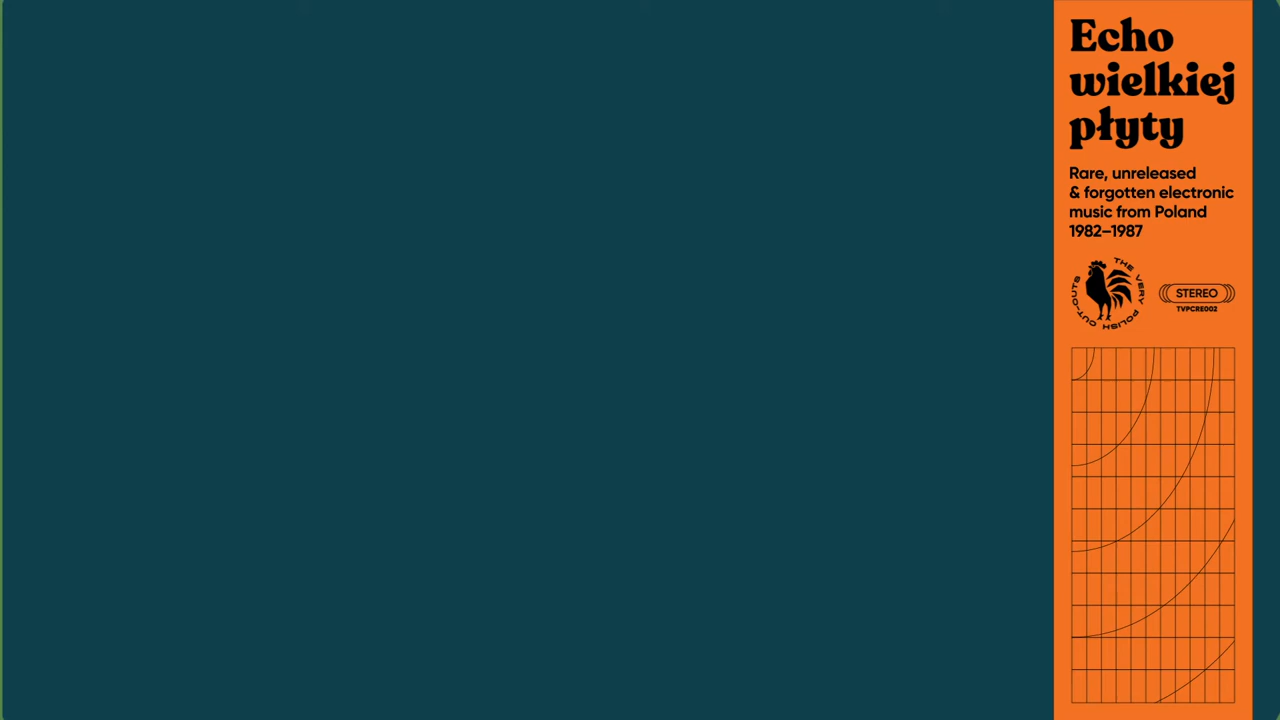 Echo
wielkiej
płyty
Rare, unreleased
& forgotten electronic
music from Poland
1982–1987
THE VERY POLISH CUT-OUTS
STEREO
TVPCRE002